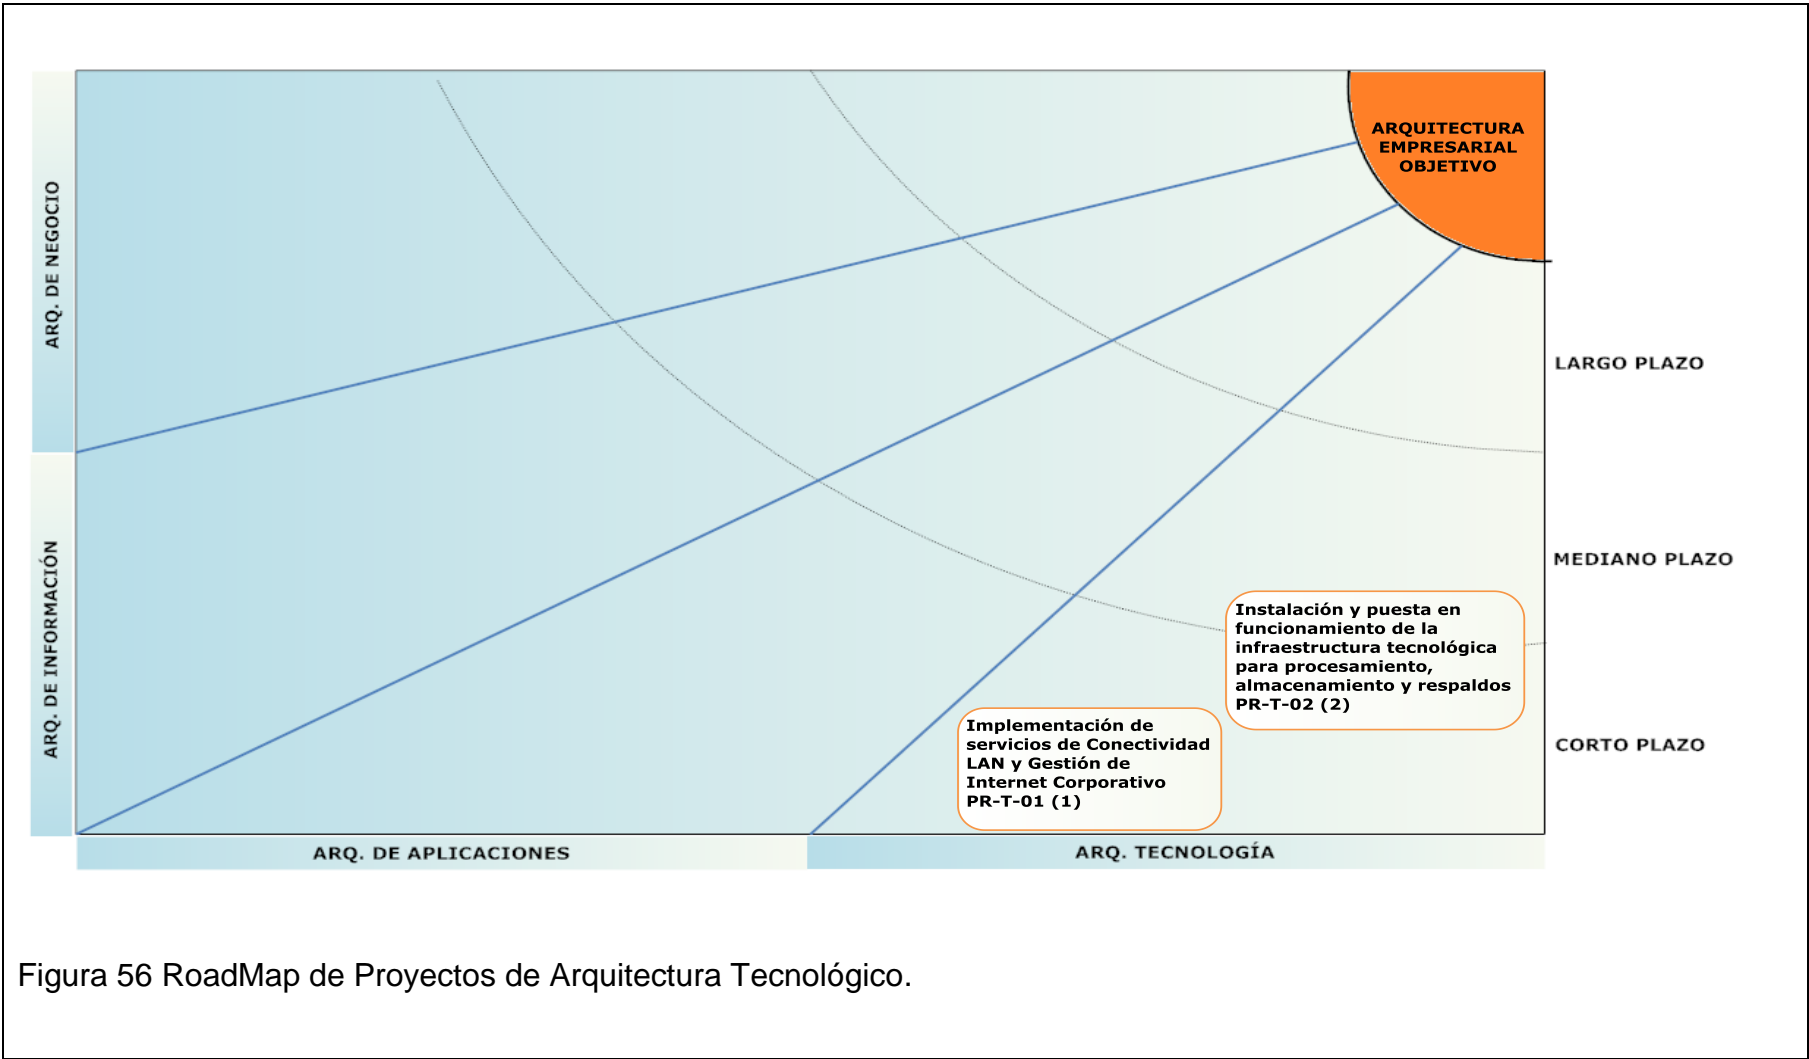 ARQUITECTURA
EMPRESARIAL
OBJETIVO
ARQ. DE NEGOCIO
ARQ. DE INFORMACIÓN
LARGO PLAZO
MEDIANO PLAZO
CORTO PLAZO
Instalación y puesta en
funcionamiento de la
infraestructura tecnológica
para procesamiento,
almacenamiento y respaldos
PR-T-02 (2)
Implementación de
servicios de Conectividad
LAN y Gestión de
Internet Corporativo
PR-T-01 (1)
ARQ. DE APLICACIONES
ARQ. TECNOLOGÍA
Figura 56 RoadMap de Proyectos de Arquitectura Tecnológico.